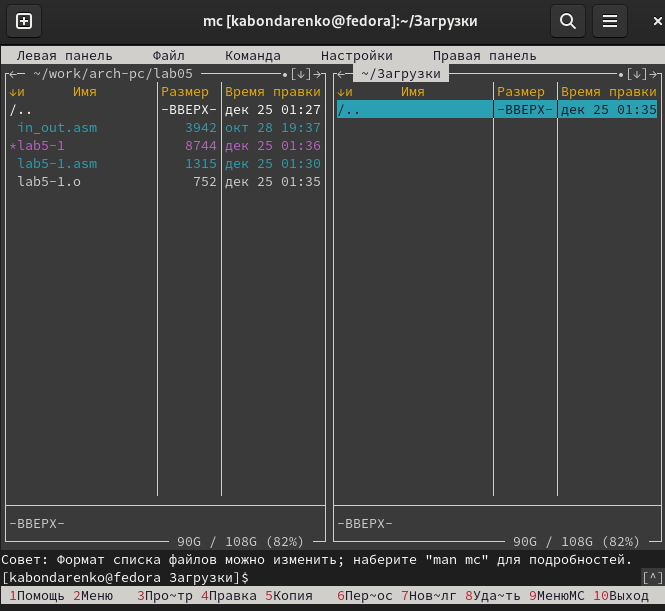 mc [kabondarenko@fedora]:~/Загрузки
Левая панель Файл Команда Настройки Правая панель
~/work/arch-pc/lab05 •[↓]
↓и Имя Размер Время правки
/.. -ВВЕРХ- дек 25 01:27
in_out.asm 3942 окт 28 19:37
*lab5-1 8744 дек 25 01:36
lab5-1.asm 1315 дек 25 01:30
lab5-1.o 752 дек 25 01:35
-ВВЕРХ-
90G / 108G (82%)
~/Загрузки •[↓]
↓и Имя Размер Время правки
/.. -ВВЕРХ- дек 25 01:35
-ВВЕРХ-
90G / 108G (82%)
Совет: Формат списка файлов можно изменить; наберите "man mc" для подробностей.
[kabondarenko@fedora Загрузки]$ [^]
1Помощь 2Меню 3Про~тр 4Правка 5Копия 6Пер~ос 7Нов~лг 8Уда~ть 9МенюMC 10Выход